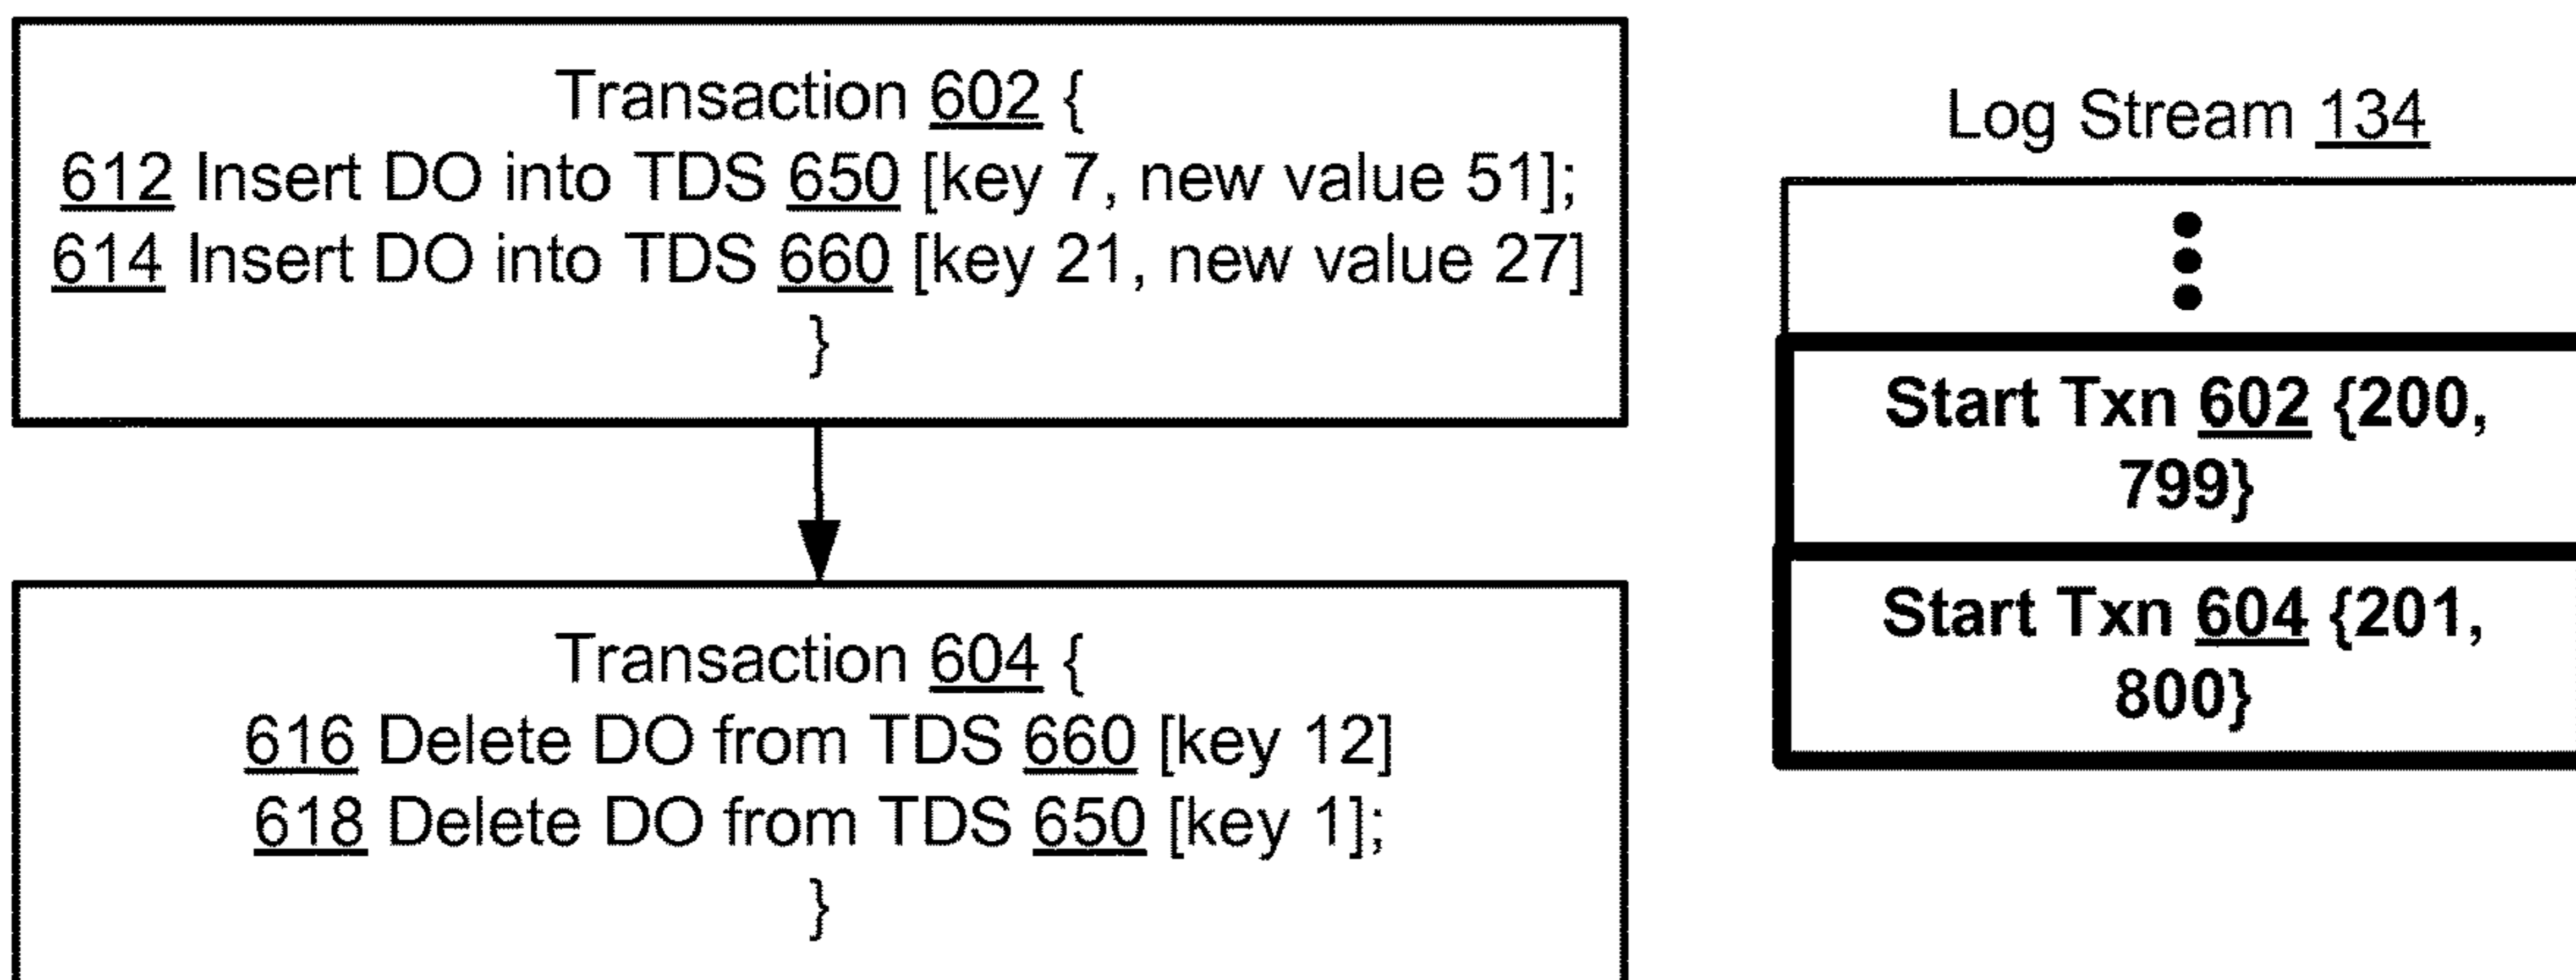 Transaction 602 {
612 Insert DO into TDS 650 [key 7, new value 51];
614 Insert DO into TDS 660 [key 21, new value 27]
}
Transaction 604 {
616 Delete DO from TDS 660 [key 12]
618 Delete DO from TDS 650 [key 1];
}
Log Stream 134
Start Txn 602 {200,
799}
Start Txn 604 {201,
800}